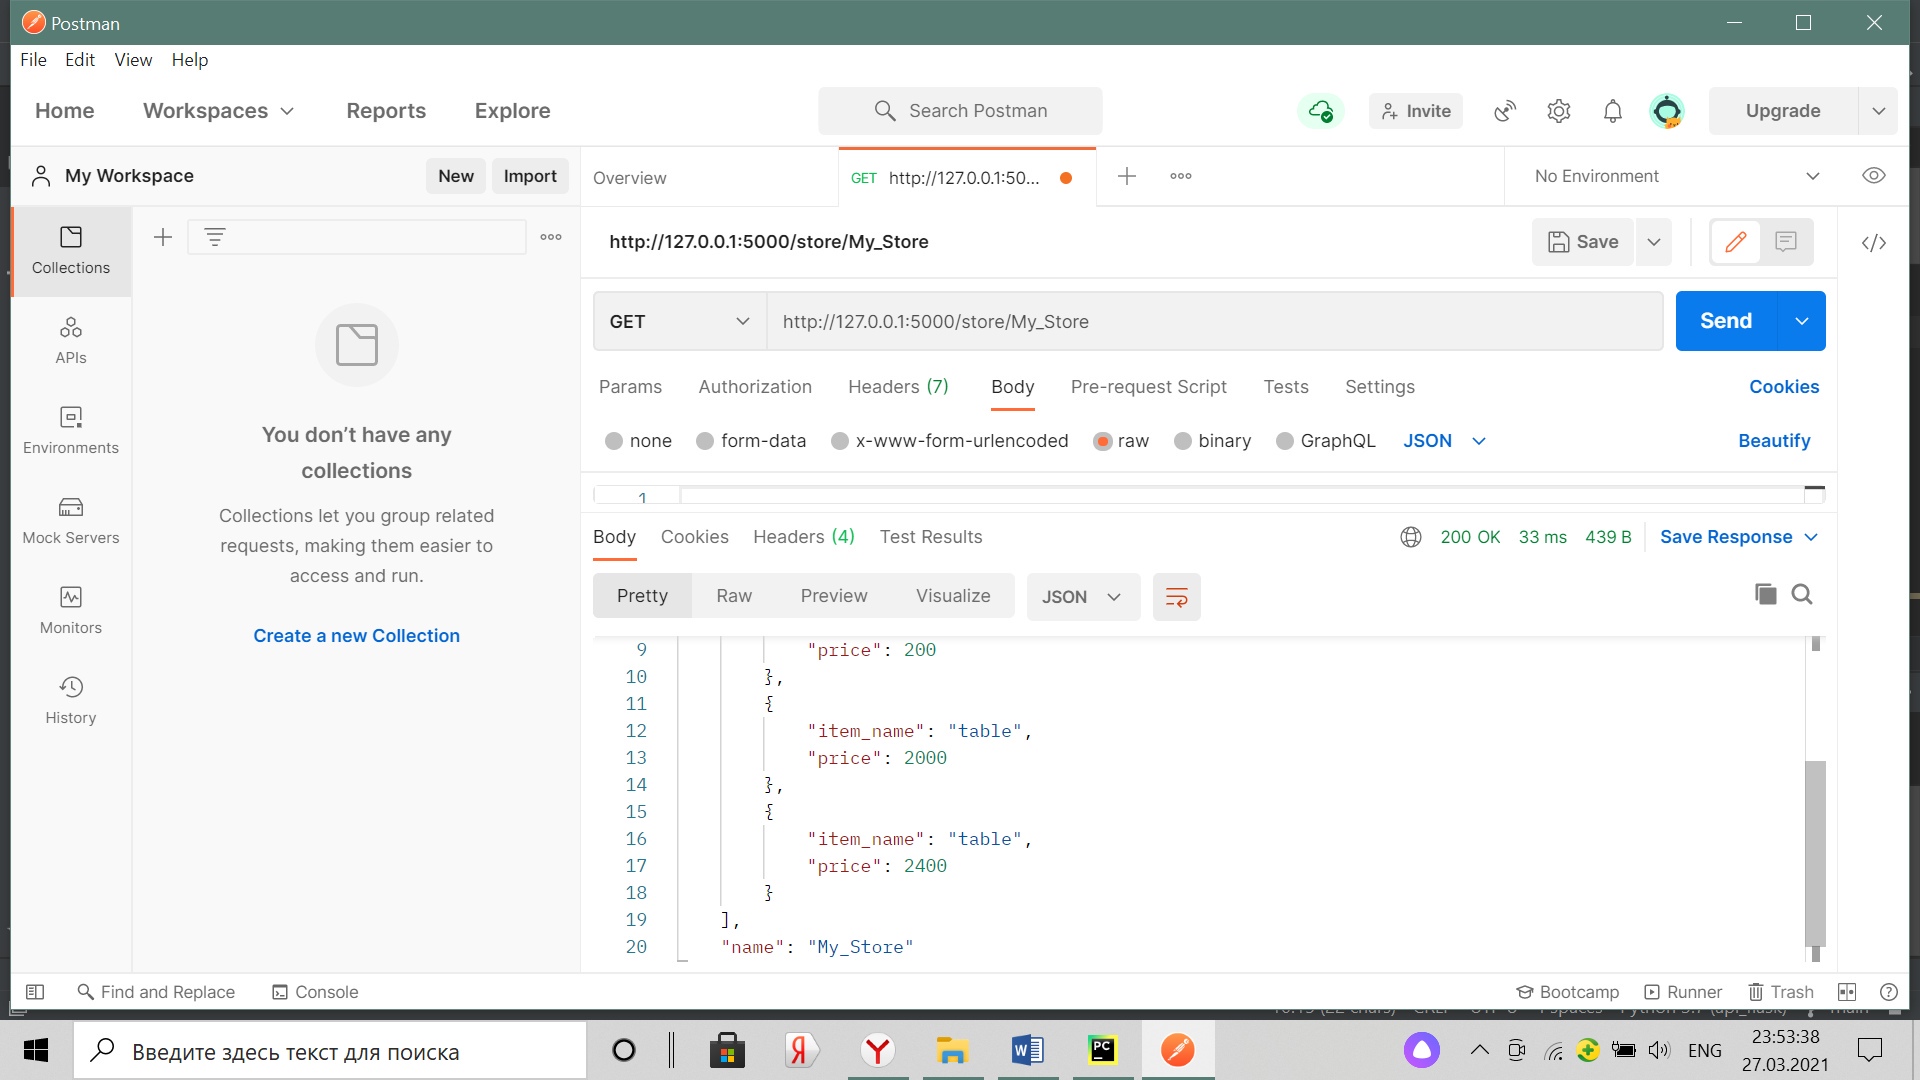 Postman
File Edit View Help
Home Workspaces Reports Explore Search Postman Invite Upgrade
My Workspace New Import Overview GET http://127.0.0.1:50... No Environment
http://127.0.0.1:5000/store/My_Store Save
Collections
GET http://127.0.0.1:5000/store/My_Store Send
APIs
Params Authorization Headers (7) Body Pre-request Script Tests Settings Cookies
none form-data x-www-form-urlencoded raw binary GraphQL JSON Beautify
Environments
You don't have any
collections
1
Collections let you group related
requests, making them easier to
access and run.
Mock Servers
Body Cookies Headers (4) Test Results 200 OK 33 ms 439 B Save Response
Pretty Raw Preview Visualize JSON
Monitors
Create a new Collection
History
9 "price": 200
10 },
11 {
12 "item_name": "table",
13 "price": 2000
14 },
15 {
16 "item_name": "table",
17 "price": 2400
18 }
19 ],
20 "name": "My_Store"
Find and Replace Console Bootcamp Runner Trash
Введите здесь текст для поиска
Я Y W PC ENG 23:53:38
27.03.2021